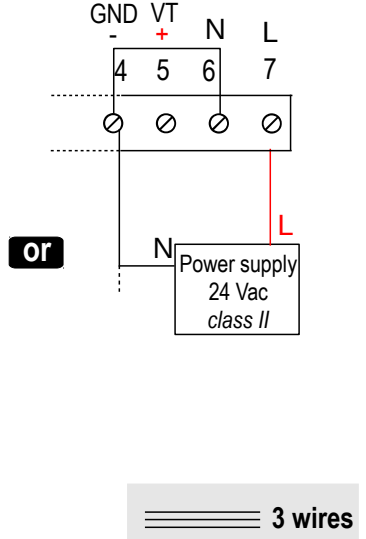 GND VT
- + N L
4 5 6 7
L
or N
Power supply
24 Vac
class II
3 wires